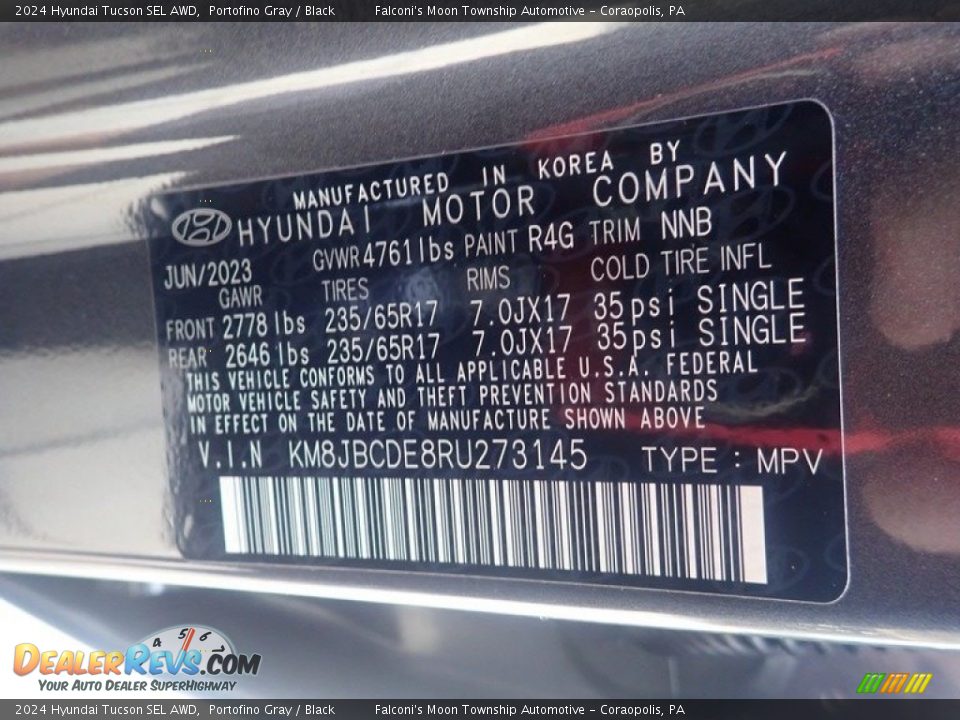 2024 Hyundai Tucson SEL AWD, Portofino Gray / Black Falconi's Moon Township Automotive - Coraopolis, PA
MANUFACTURED IN KOREA BY
HYUNDAI MOTOR COMPANY
JUN/2023 GVWR 4761 lbs PAINT R4G TRIM NNB
GAWR TIRES RIMS COLD TIRE INFL
FRONT 2778 lbs 235/65R17 7.0JX17 35psi SINGLE
REAR 2646 lbs 235/65R17 7.0JX17 35psi SINGLE
THIS VEHICLE CONFORMS TO ALL APPLICABLE U.S.A. FEDERAL
MOTOR VEHICLE SAFETY AND THEFT PREVENTION STANDARDS
IN EFFECT ON THE DATE OF MANUFACTURE SHOWN ABOVE
V.I.N KM8JBCDE8RU273145 TYPE : MPV
4 5 6
DEALERREVS.COM
YOUR AUTO DEALER SUPERHIGHWAY
2024 Hyundai Tucson SEL AWD, Portofino Gray / Black Falconi's Moon Township Automotive - Coraopolis, PA